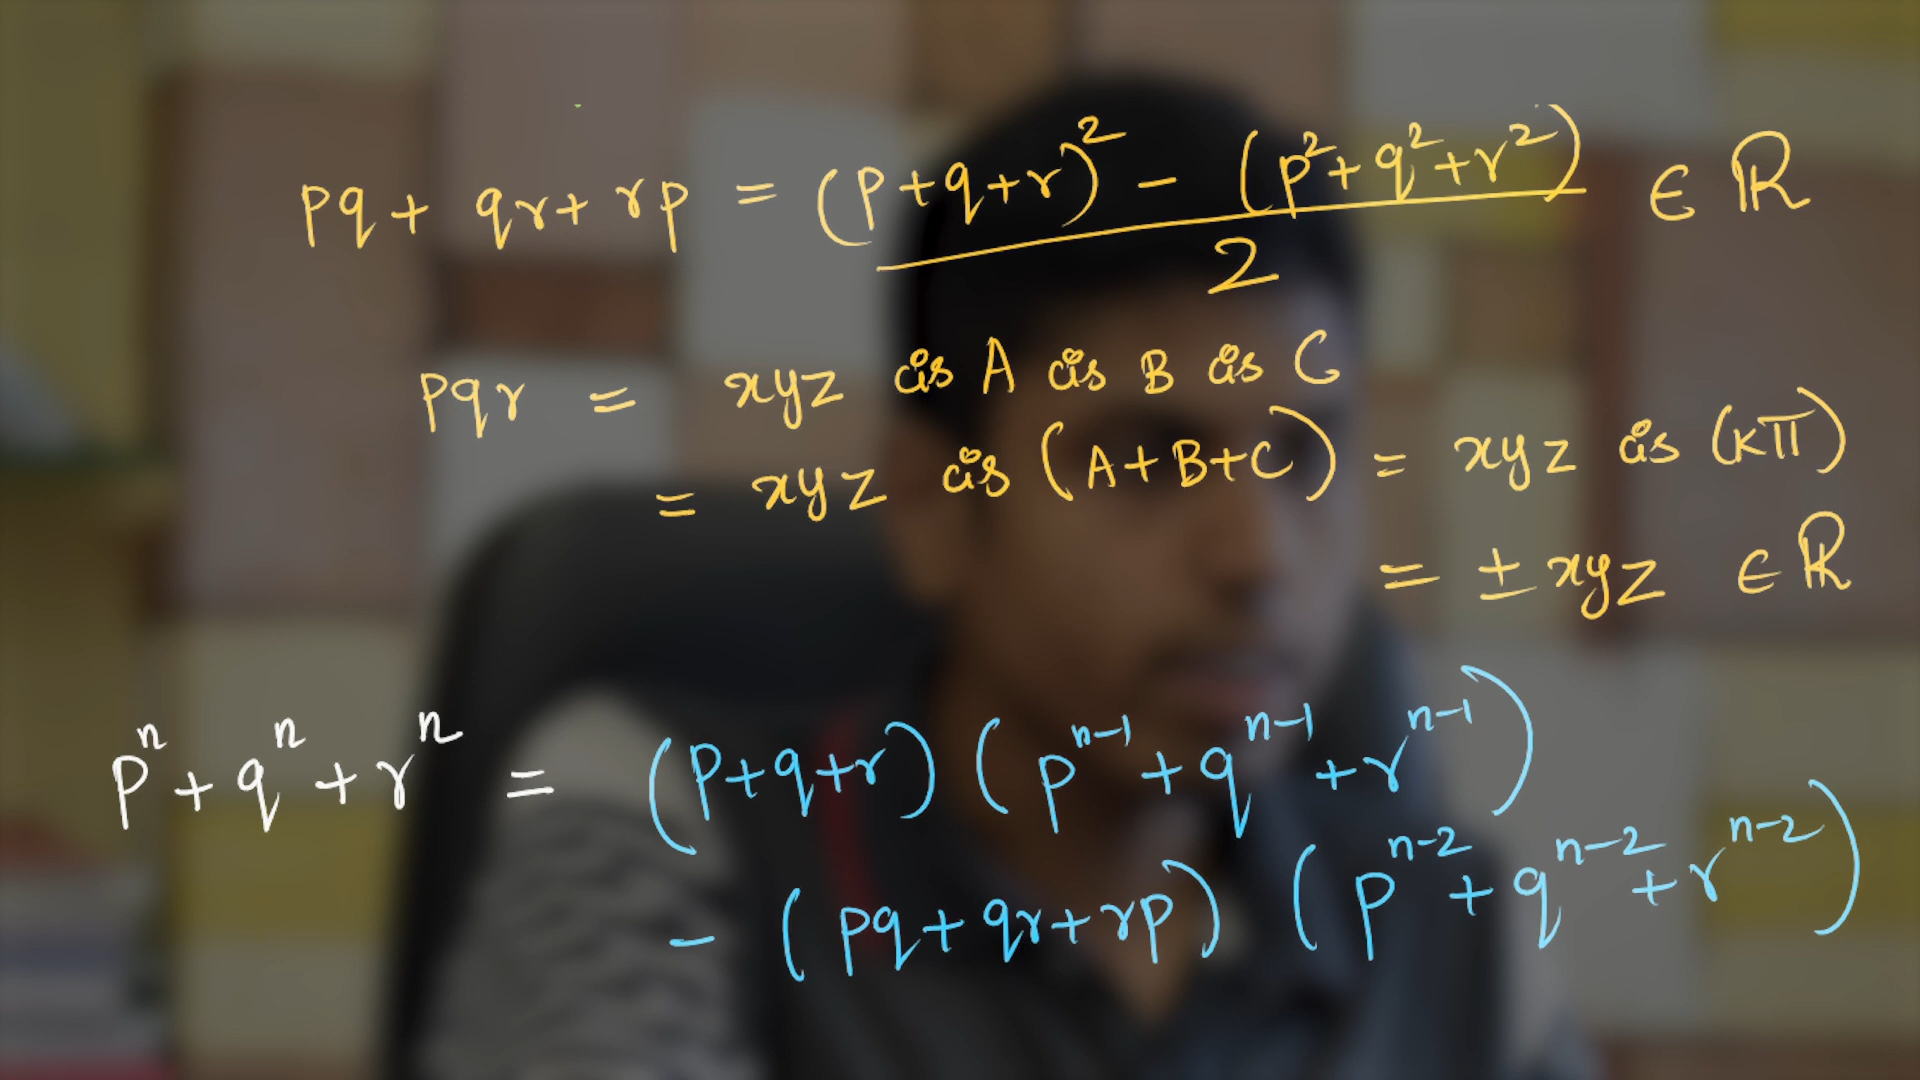 pq + qr + rp = (p+q+r)² - (p²+q²+r²) / 2 ∈ ℝ
pqr = xyz cis A cis B cis C
= xyz cis (A+B+C) = xyz cis (kπ)
= ± xyz ∈ ℝ
pⁿ + qⁿ + rⁿ = (p+q+r) (pⁿ⁻¹ + qⁿ⁻¹ + rⁿ⁻¹)
- (pq + qr + rp) (pⁿ⁻² + qⁿ⁻² + rⁿ⁻²)